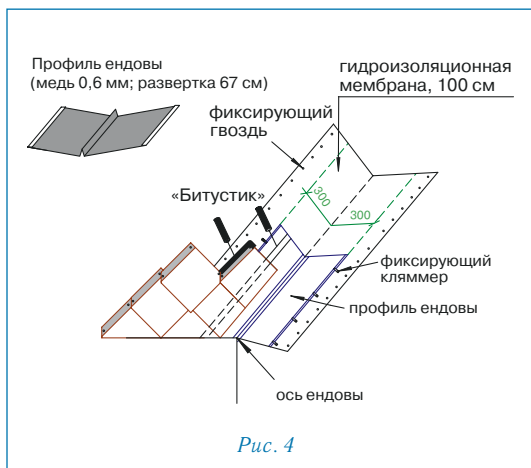 Профиль ендовы
(медь 0,6 мм; развертка 67 см)
гидроизоляционная
мембрана, 100 см
фиксирующий
гвоздь
«Битустик»
300
300
фиксирующий
кляммер
профиль ендовы
ось ендовы
Рис. 4